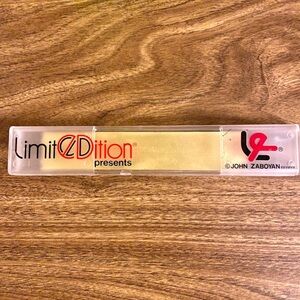 LimitEDition®
presents
®
© JOHN ZABOYAN